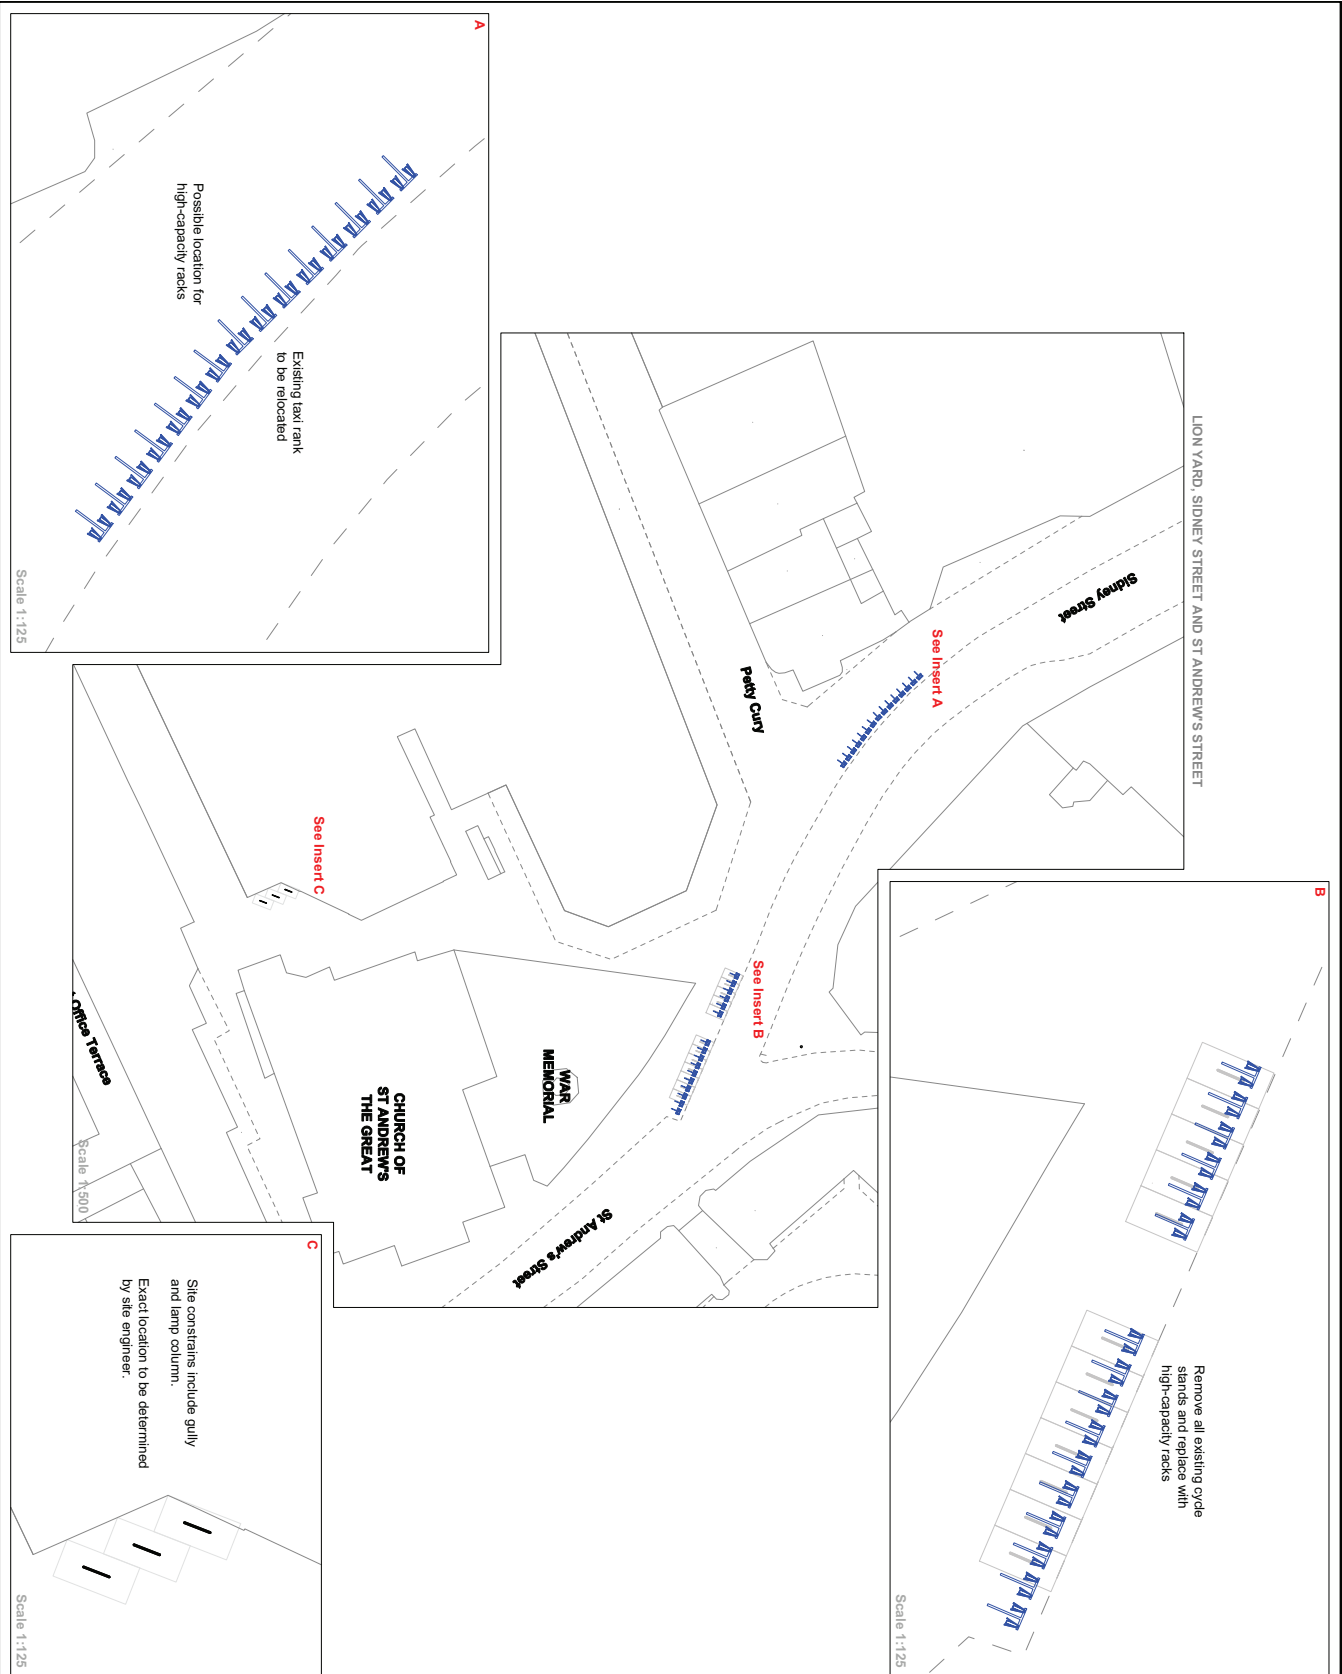 LION YARD, SIDNEY STREET AND ST ANDREW'S STREET
A
Possible location for
high-capacity racks
Existing taxi rank
to be relocated
Scale 1:125
Sidney Street
See Insert A
Petty Cury
See Insert B
See Insert C
WAR
MEMORIAL
CHURCH OF
ST ANDREW'S
THE GREAT
St Andrew's Street
Office Terrace
Scale 1:500
B
Remove all existing cycle
stands and replace with
high-capacity racks
Scale 1:125
C
Site constrains include gully
and lamp column.
Exact location to be determined
by site engineer.
Scale 1:125